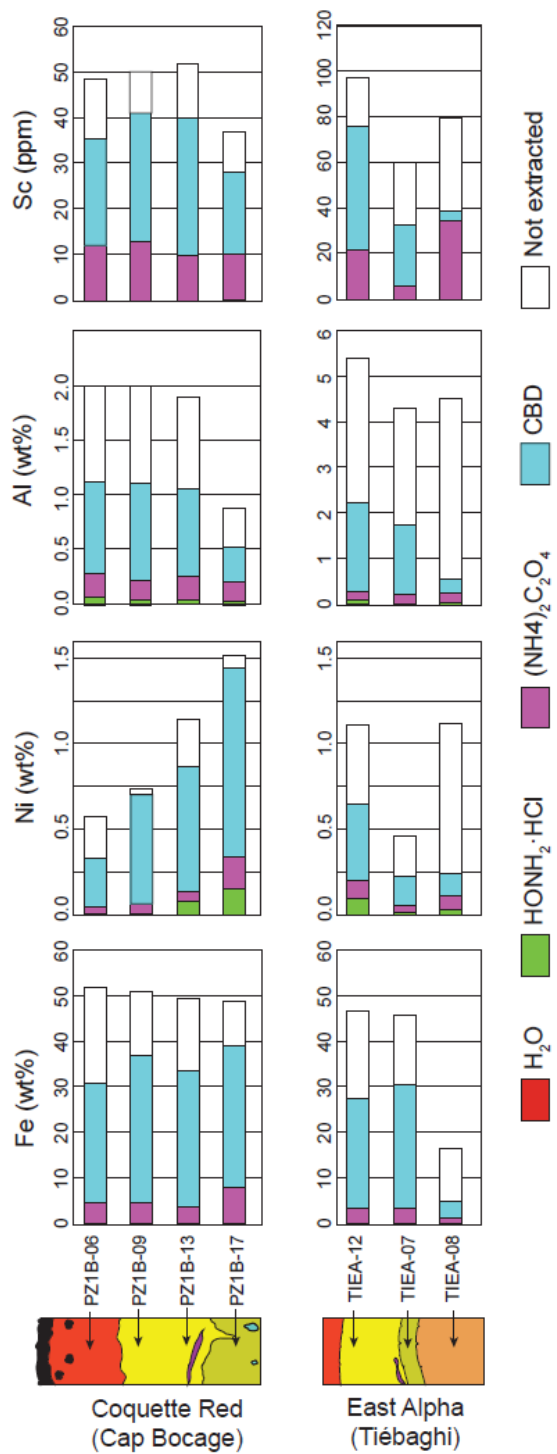 Sc (ppm)
0 10 20 30 40 50 60
0 20 40 60 80 100 120
Al (wt%)
0.0 0.5 1.0 1.5 2.0
0 1 2 3 4 5 6
Ni (wt%)
0.0 0.5 1.0 1.5
0.0 0.5 1.0 1.5
Fe (wt%)
0 10 20 30 40 50 60
0 10 20 30 40 50 60
PZ1B-06
PZ1B-09
PZ1B-13
PZ1B-17
TIEA-12
TIEA-07
TIEA-08
Coquette Red
(Cap Bocage)
East Alpha
(Tiébaghi)
H₂O
HONH₂·HCl
(NH4)₂C₂O₄
CBD
Not extracted